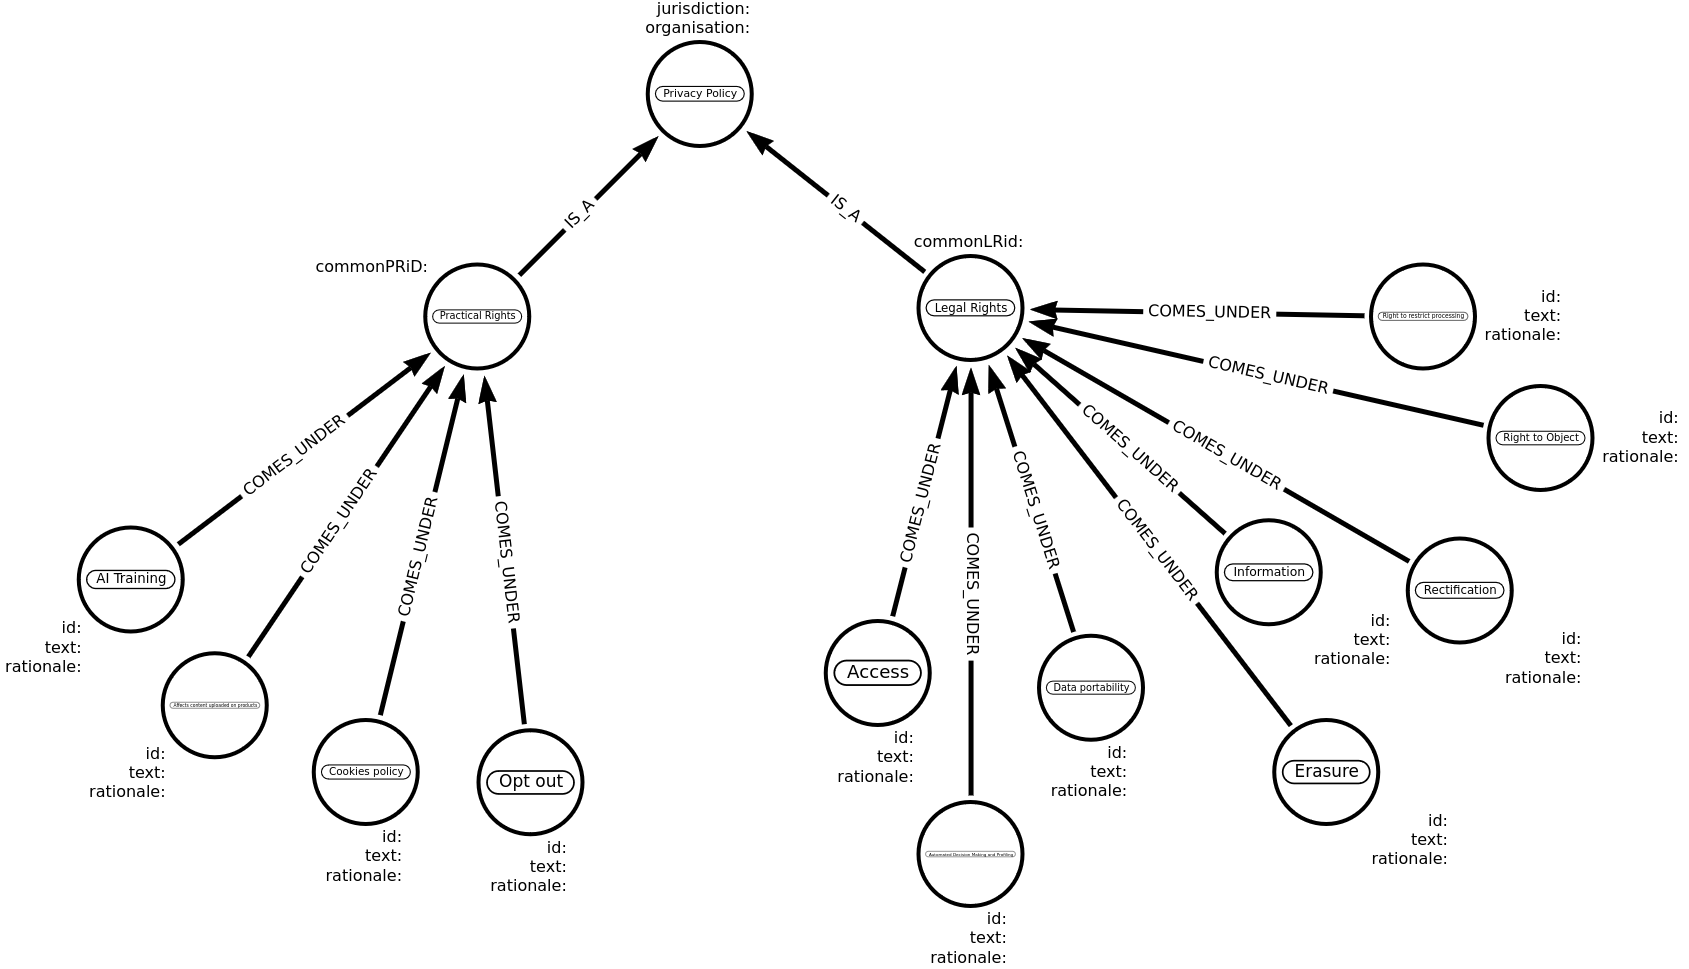 jurisdiction:
organisation:
Privacy Policy
IS_A
IS_A
commonPRiD:
Practical Rights
commonLRid:
Legal Rights
COMES_UNDER
Right to restrict processing
id:
text:
rationale:
COMES_UNDER
Right to Object
id:
text:
rationale:
COMES_UNDER
COMES_UNDER
COMES_UNDER
COMES_UNDER
COMES_UNDER
COMES_UNDER
COMES_UNDER
COMES_UNDER
COMES_UNDER
COMES_UNDER
AI Training
id:
text:
rationale:
Affects content uploaded on products
id:
text:
rationale:
Cookies policy
id:
text:
rationale:
Opt out
id:
text:
rationale:
Access
id:
text:
rationale:
Automated Decision Making and Profiling
id:
text:
rationale:
Data portability
id:
text:
rationale:
Information
id:
text:
rationale:
Rectification
id:
text:
rationale:
Erasure
id:
text:
rationale: